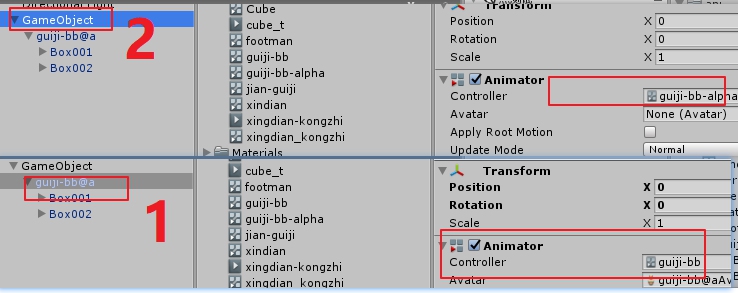 GameObject
guiji-bb@a
Box001
Box002
2
Cube
cube_t
footman
guiji-bb
guiji-bb-alpha
jian-guiji
xindian
xingdian-kongzhi
xingdian_kongzhi
Materials
Transform
Position X 0
Rotation X 0
Scale X 1
Animator
Controller guiji-bb-alpha
Avatar None (Avatar)
Apply Root Motion
Update Mode Normal
GameObject
guiji-bb@a
Box001
Box002
1
cube_t
footman
guiji-bb
guiji-bb-alpha
jian-guiji
xindian
xingdian-kongzhi
Transform
Position X 0
Rotation X 0
Scale X 1
Animator
Controller guiji-bb
Avatar guiji-bb@aAv